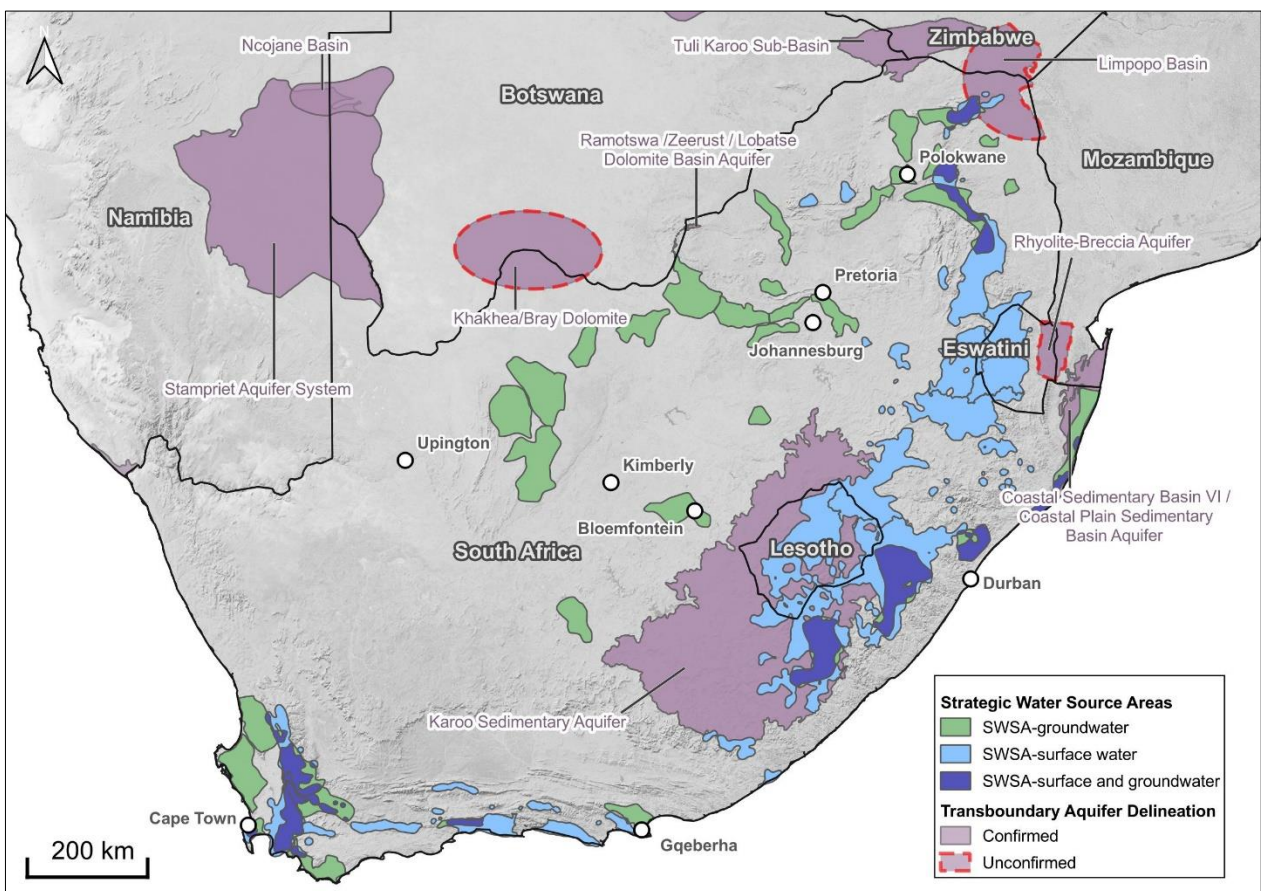 N
Ncojane Basin
Tuli Karoo Sub-Basin
Zimbabwe
Limpopo Basin
Botswana
Ramotswa /Zeerust / Lobatse
Dolomite Basin Aquifer
Polokwane
Mozambique
Namibia
Rhyolite-Breccia Aquifer
Pretoria
Khakhea/Bray Dolomite
Johannesburg
Eswatini
Stampriet Aquifer System
Upington
Kimberly
Coastal Sedimentary Basin VI /
Coastal Plain Sedimentary
Basin Aquifer
Bloemfontein
South Africa
Lesotho
Durban
Karoo Sedimentary Aquifer
Cape Town
Gqeberha
200 km
Strategic Water Source Areas
SWSA-groundwater
SWSA-surface water
SWSA-surface and groundwater
Transboundary Aquifer Delineation
Confirmed
Unconfirmed